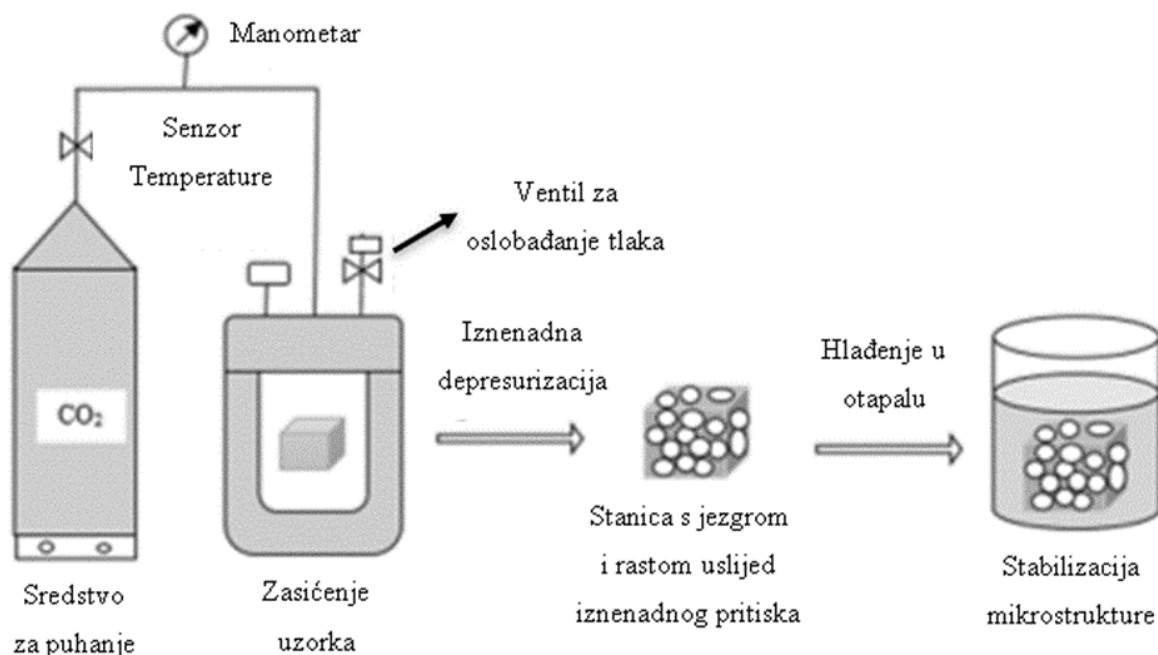 Manometar
Senzor
Temperature
Ventil za
oslobađanje tlaka
Iznenadna
depresurizacija
Hlađenje u
otapalu
CO₂
Stanica s jezgrom
i rastom uslijed
iznenadnog pritiska
Sredstvo
za puhanje
Zasićenje
uzorka
Stabilizacija
mikrostrukture